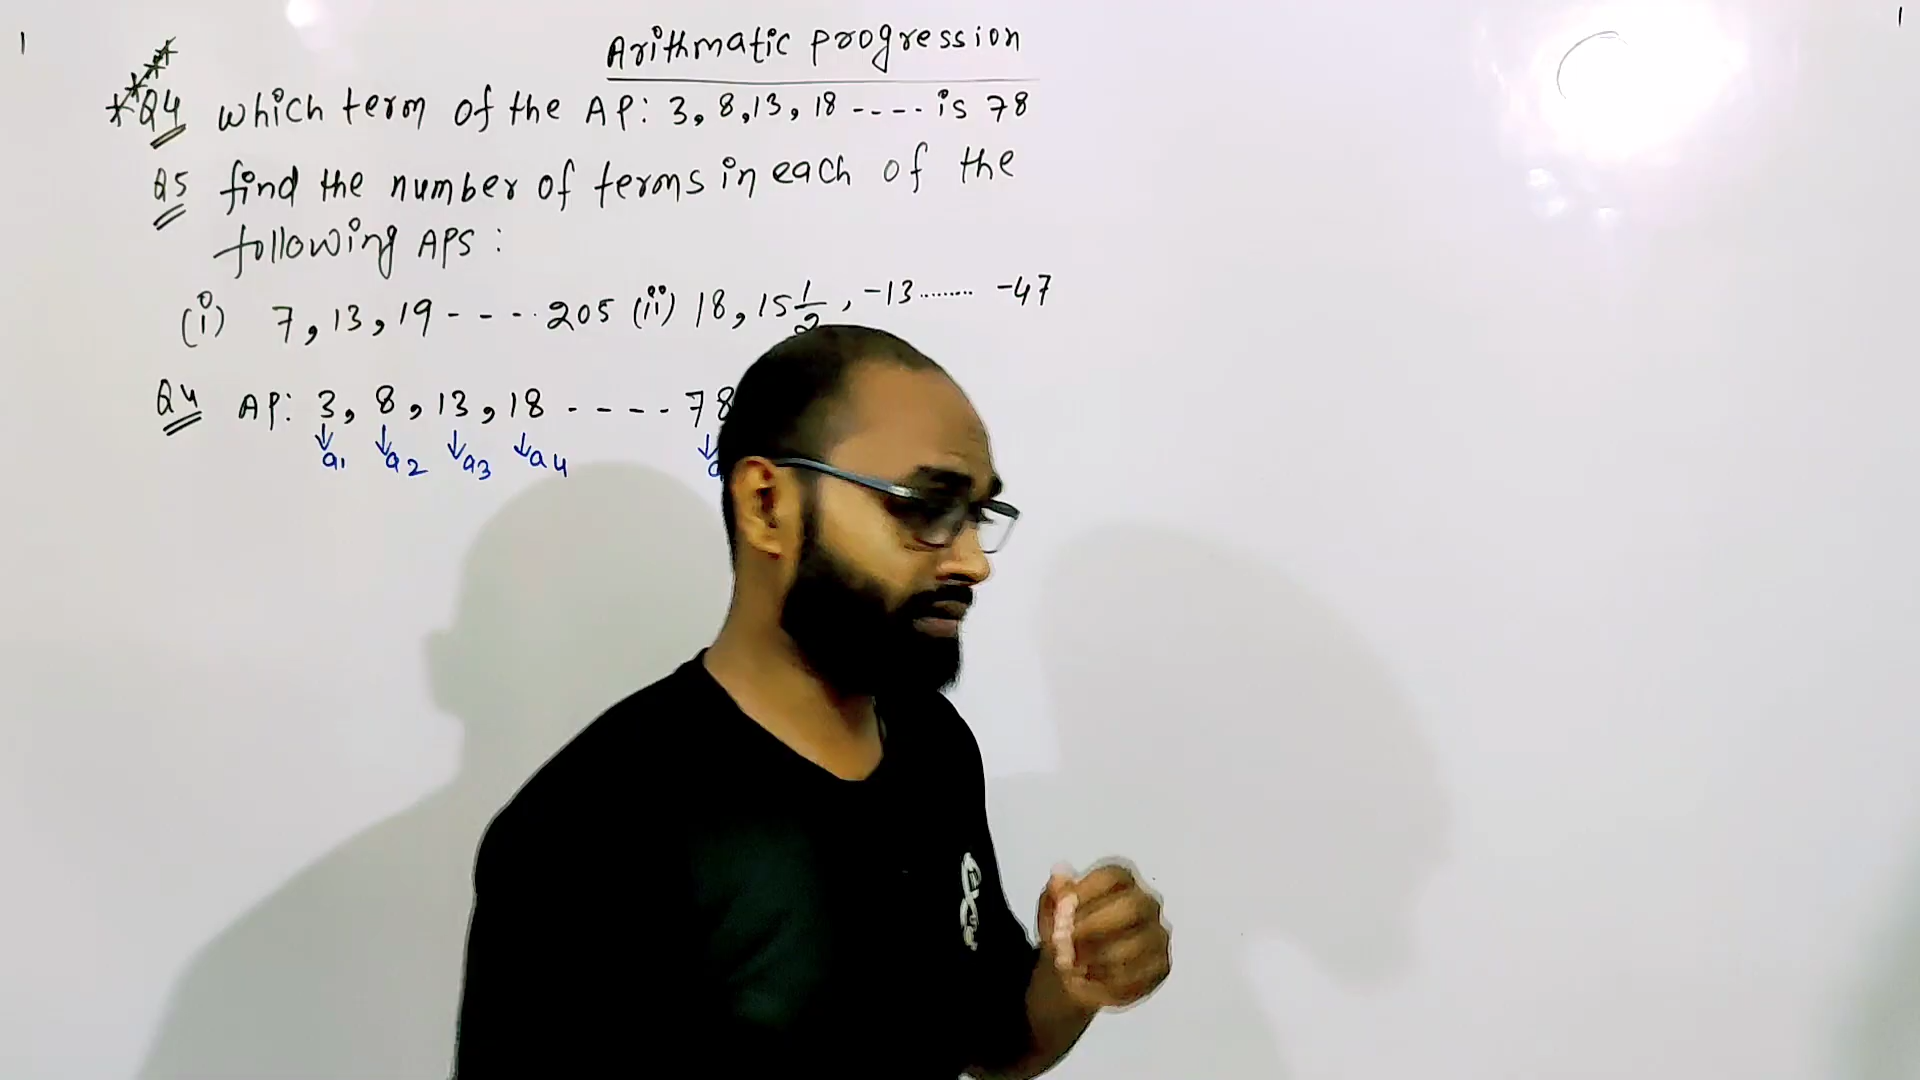 Arithmatic progression
Q4 which term of the AP: 3, 8, 13, 18 ---- is 78
Q5 find the number of terms in each of the
following APS :
(i) 7, 13, 19 ---- 205 (ii) 18, 15 1/2, -13 ........ -47
Q4 AP: 3, 8, 13, 18 ---- 78
a1 a2 a3 a4